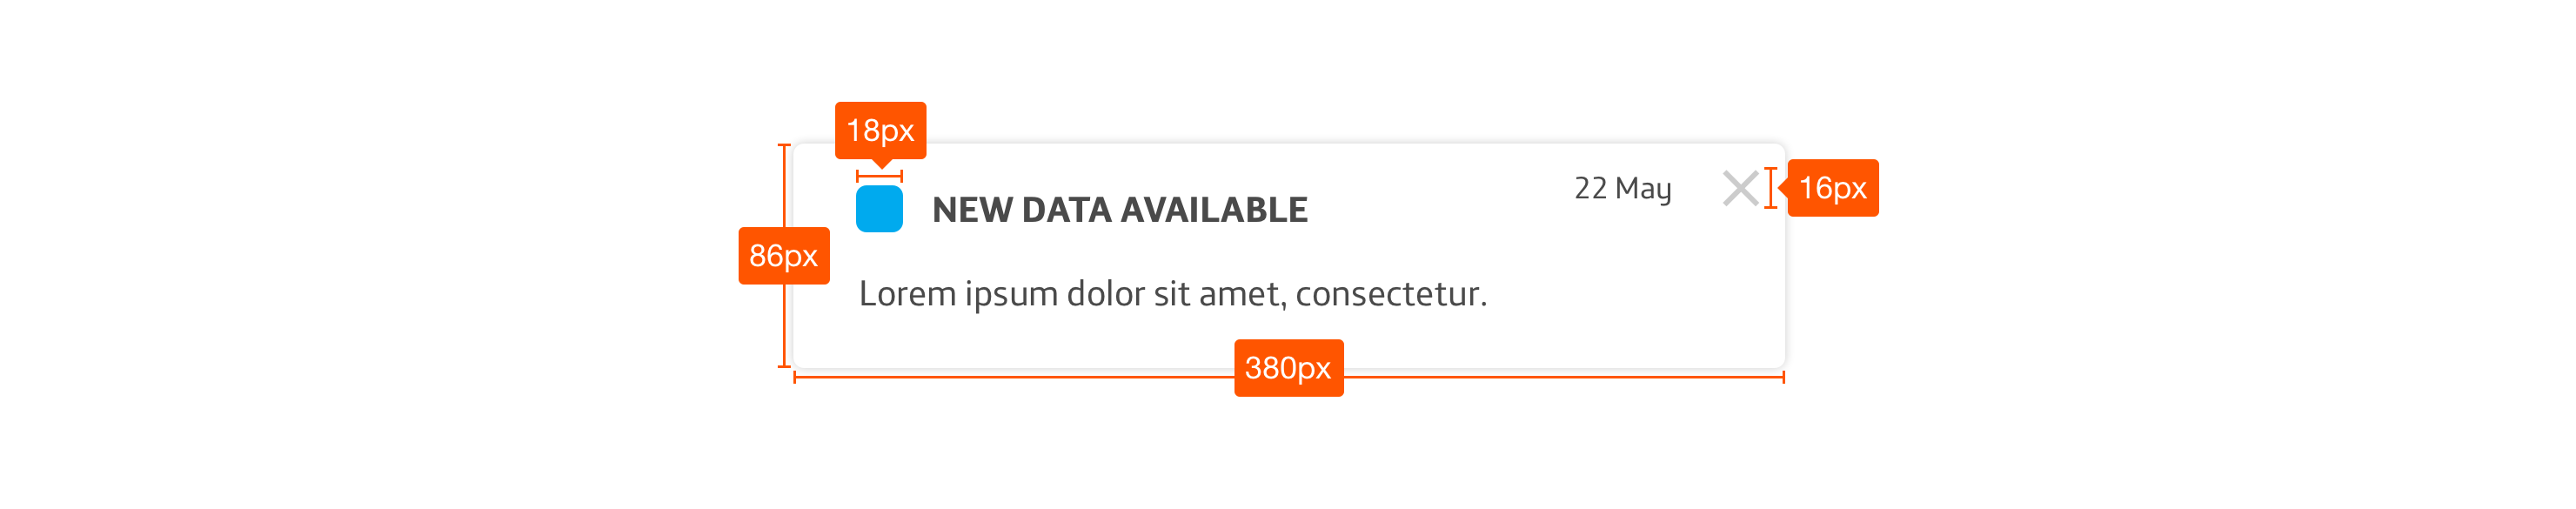 18px
22 May
16px
NEW DATA AVAILABLE
86px
Lorem ipsum dolor sit amet, consectetur.
380px